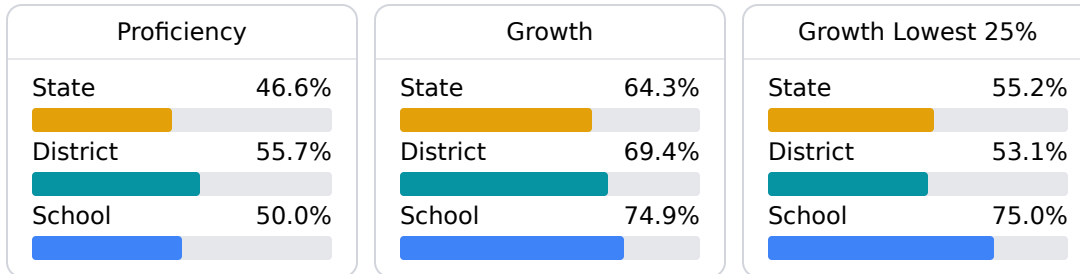 Proficiency
State 46.6%
District 55.7%
School 50.0%
Growth
State 64.3%
District 69.4%
School 74.9%
Growth Lowest 25%
State 55.2%
District 53.1%
School 75.0%